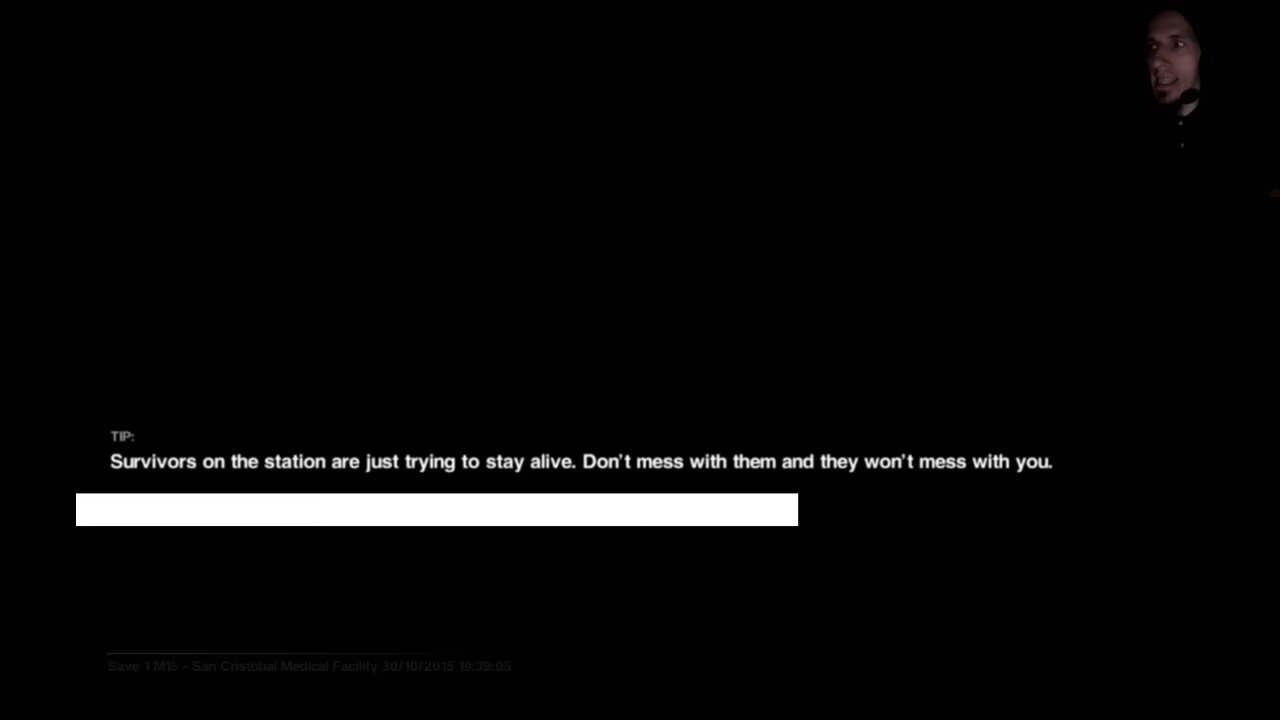 TIP:
Survivors on the station are just trying to stay alive. Don't mess with them and they won't mess with you.
Save 1 M15 - San Cristobal Medical Facility 30/10/2015 19:39:05